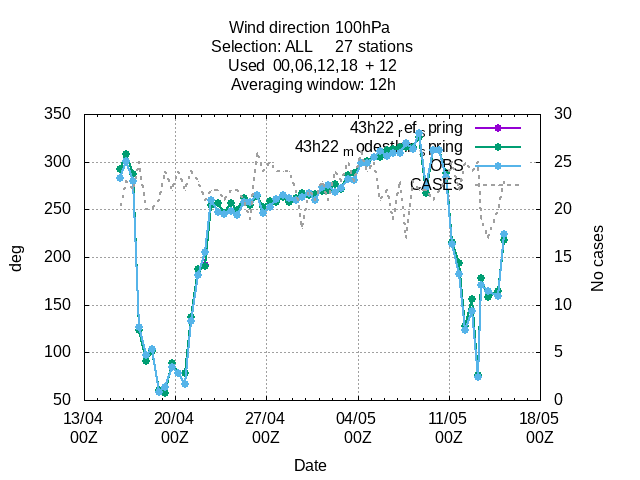 Wind direction 100hPa
Selection: ALL 27 stations
Used 00,06,12,18 + 12
Averaging window: 12h
350
300
250
200
150
100
50
30
25
20
15
10
5
0
deg
No cases
43h22_ref_spring
OBS
CASES
13/04 20/04 27/04 04/05 11/05 18/05
00Z 00Z 00Z 00Z 00Z 00Z
Date